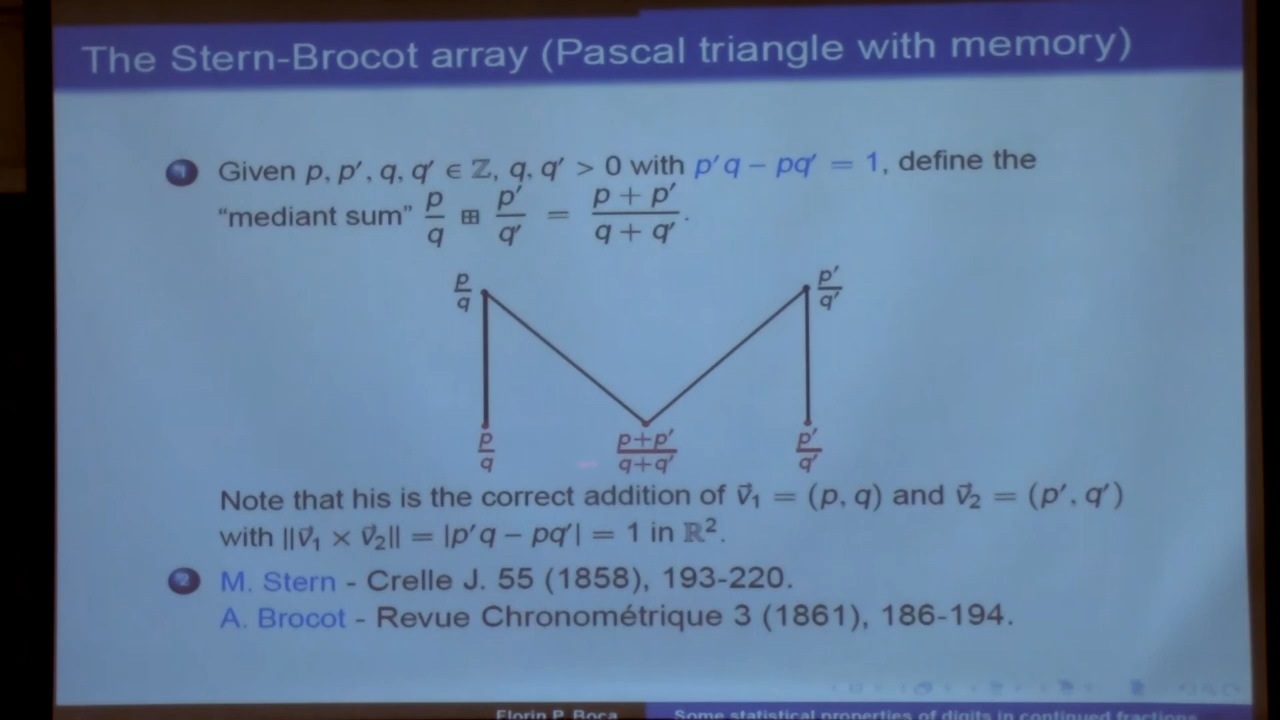 The Stern-Brocot array (Pascal triangle with memory)
1 Given p, p′, q, q′ ∈ ℤ, q, q′ > 0 with p′q − pq′ = 1, define the
“mediant sum” p/q ⊞ p′/q′ = (p + p′)/(q + q′).
p/q p′/q′
p/q (p+p′)/(q+q′) p′/q′
Note that his is the correct addition of v⃗₁ = (p, q) and v⃗₂ = (p′, q′)
with ||v⃗₁ × v⃗₂|| = |p′q − pq′| = 1 in ℝ².
2 M. Stern - Crelle J. 55 (1858), 193-220.
A. Brocot - Revue Chronométrique 3 (1861), 186-194.
Florin P. Boca Some statistical properties of digits in continued fractions